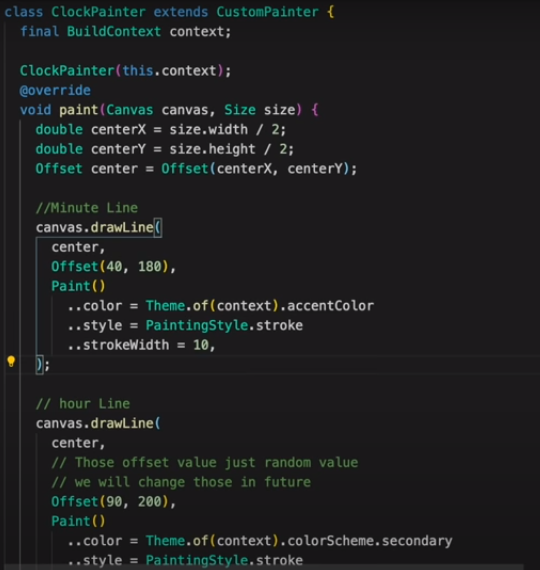 class ClockPainter extends CustomPainter {
final BuildContext context;
ClockPainter(this.context);
@override
void paint(Canvas canvas, Size size) {
double centerX = size.width / 2;
double centerY = size.height / 2;
Offset center = Offset(centerX, centerY);
//Minute Line
canvas.drawLine(
center,
Offset(40, 180),
Paint()
..color = Theme.of(context).accentColor
..style = PaintingStyle.stroke
..strokeWidth = 10,
);
// hour Line
canvas.drawLine(
center,
// Those offset value just random value
// we will change those in future
Offset(90, 200),
Paint()
..color = Theme.of(context).colorScheme.secondary
..style = PaintingStyle.stroke